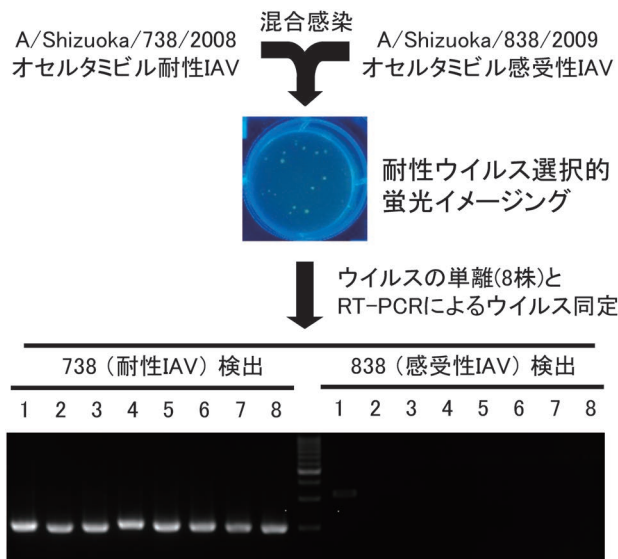 混合感染
A/Shizuoka/738/2008
オセルタミビル耐性IAV
A/Shizuoka/838/2009
オセルタミビル感受性IAV
耐性ウイルス選択的
蛍光イメージング
ウイルスの単離(8株)と
RT-PCRによるウイルス同定
738（耐性IAV）検出
838（感受性IAV）検出
1 2 3 4 5 6 7 8
1 2 3 4 5 6 7 8